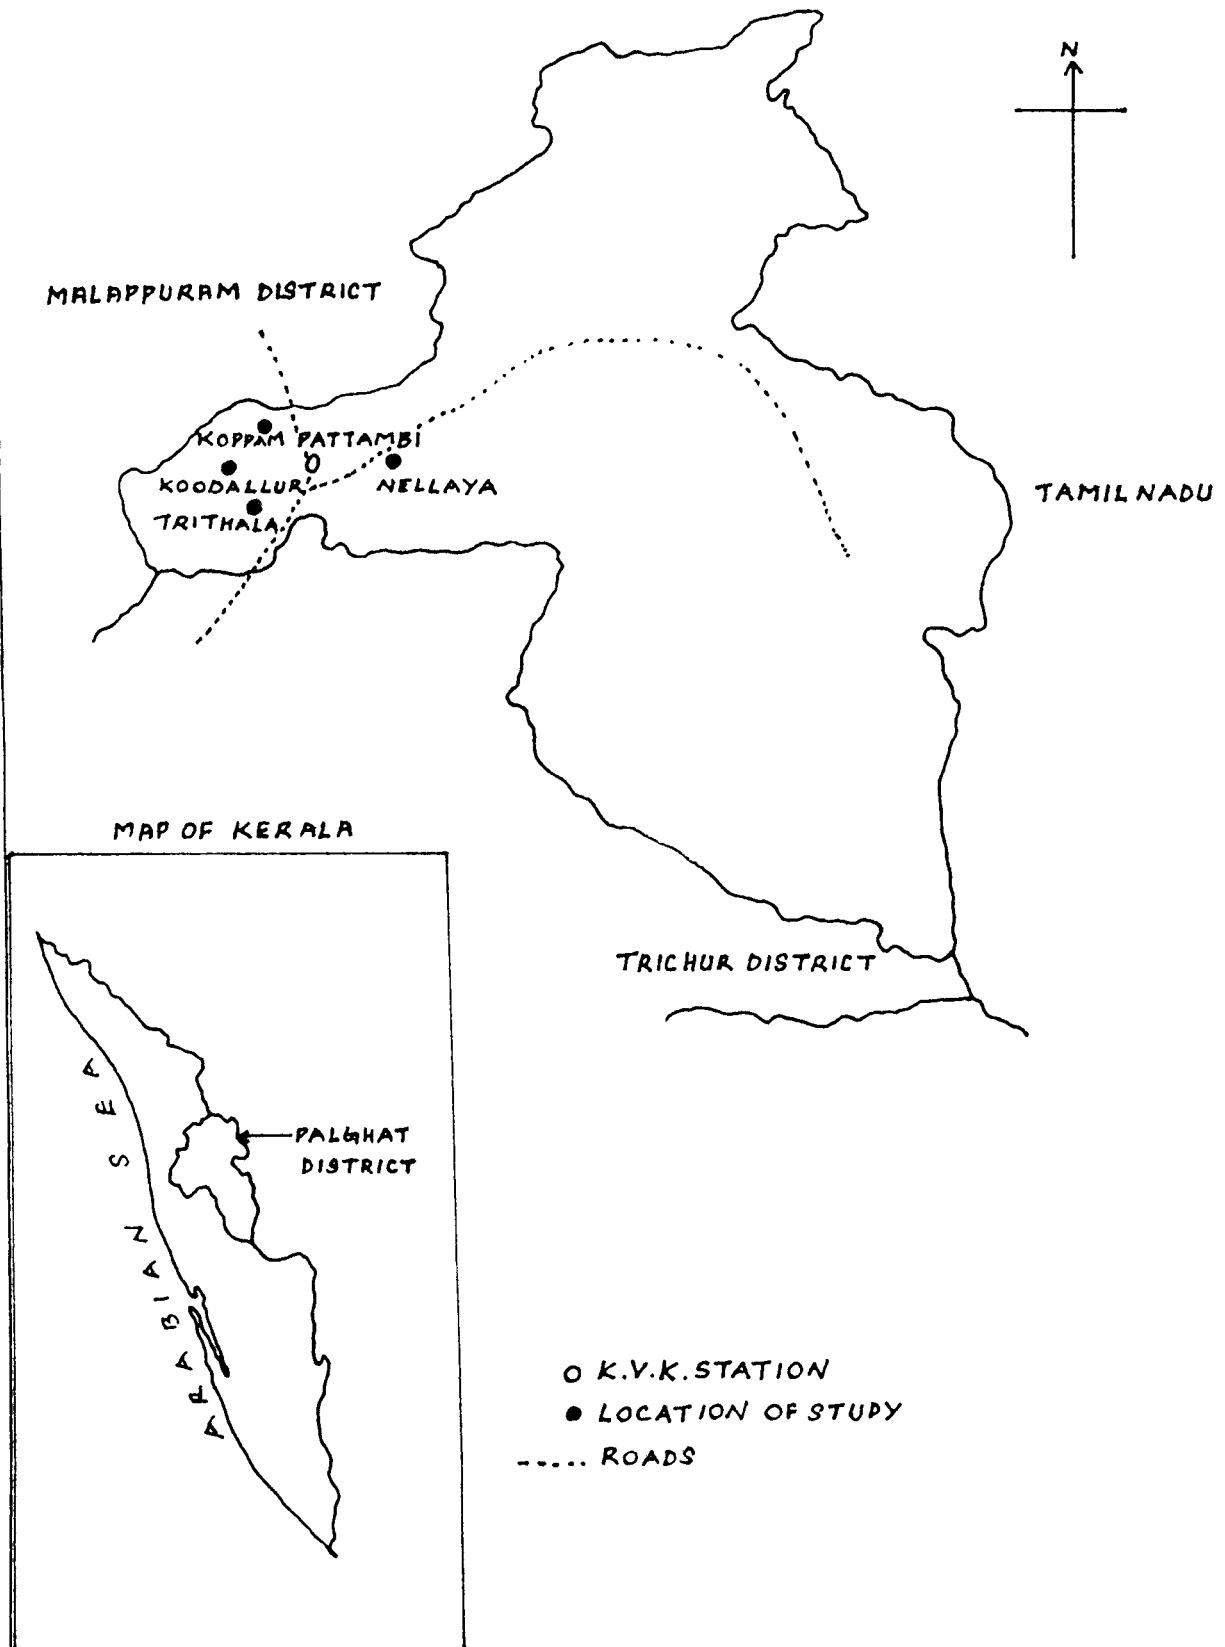 N
MALAPPURAM DISTRICT
KOPPAM PATTAMBI
KOODALLUR
NELLAYA
TRITHALA
TAMIL NADU
MAP OF KERALA
TRICHUR DISTRICT
ARABIAN SEA
PALGHAT
DISTRICT
K.V.K. STATION
LOCATION OF STUDY
ROADS